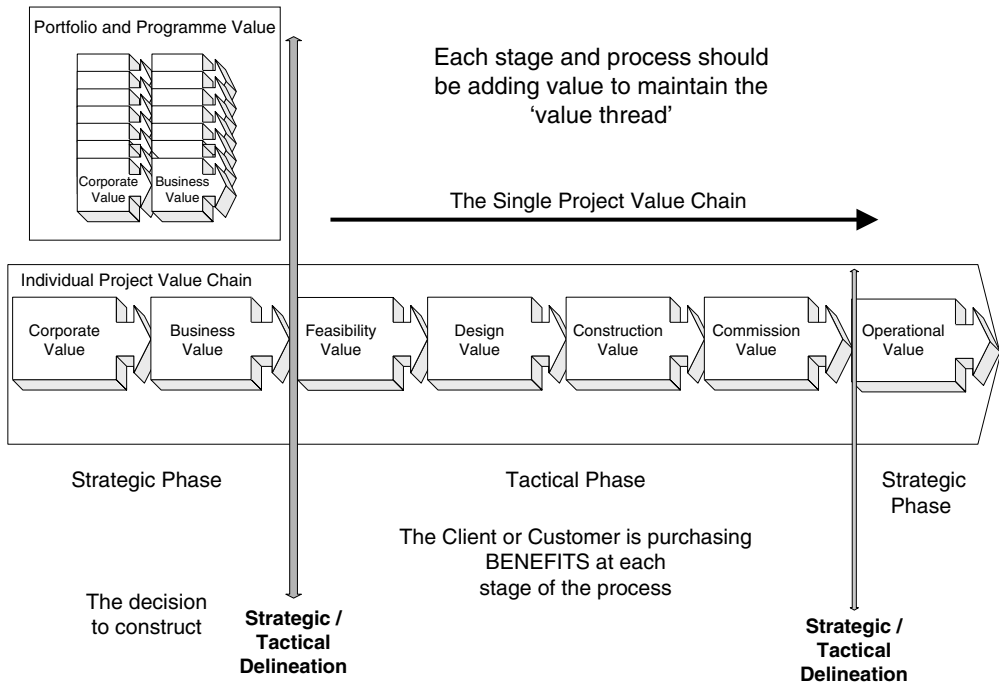 Portfolio and Programme Value
Corporate
Value
Business
Value
Each stage and process should
be adding value to maintain the
‘value thread’
The Single Project Value Chain
Individual Project Value Chain
Corporate
Value
Business
Value
Feasibility
Value
Design
Value
Construction
Value
Commission
Value
Operational
Value
Strategic Phase
Tactical Phase
Strategic
Phase
The Client or Customer is purchasing
BENEFITS at each
stage of the process
The decision
to construct
Strategic /
Tactical
Delineation
Strategic /
Tactical
Delineation